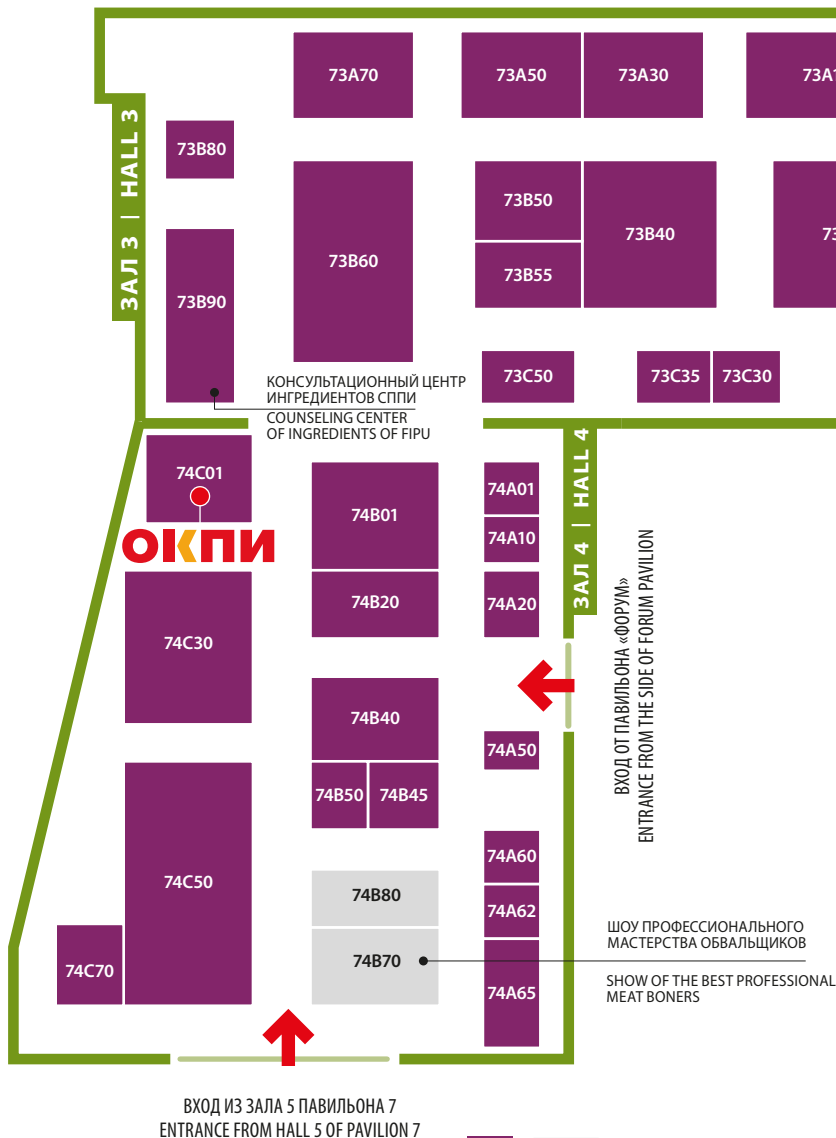 73A70
73A50
73A30
73A1
ЗАЛ 3 | HALL 3
73B80
73B50
73B40
73B60
73B55
73B90
73C50
73C35
73C30
КОНСУЛЬТАЦИОННЫЙ ЦЕНТР
ИНГРЕДИЕНТОВ СППИ
COUNSELING CENTER
OF INGREDIENTS OF FIPU
ЗАЛ 4 | HALL 4
74C01
ОКПИ
74B01
74A01
74A10
74B20
74A20
74C30
ВХОД ОТ ПАВИЛЬОНА «ФОРУМ»
ENTRANCE FROM THE SIDE OF FORUM PAVILION
74B40
74A50
74B50
74B45
74A60
74C50
74B80
74A62
74B70
ШОУ ПРОФЕССИОНАЛЬНОГО
МАСТЕРСТВА ОБВАЛЬЩИКОВ
SHOW OF THE BEST PROFESSIONAL
MEAT BONERS
74C70
74A65
ВХОД ИЗ ЗАЛА 5 ПАВИЛЬОНА 7
ENTRANCE FROM HALL 5 OF PAVILION 7